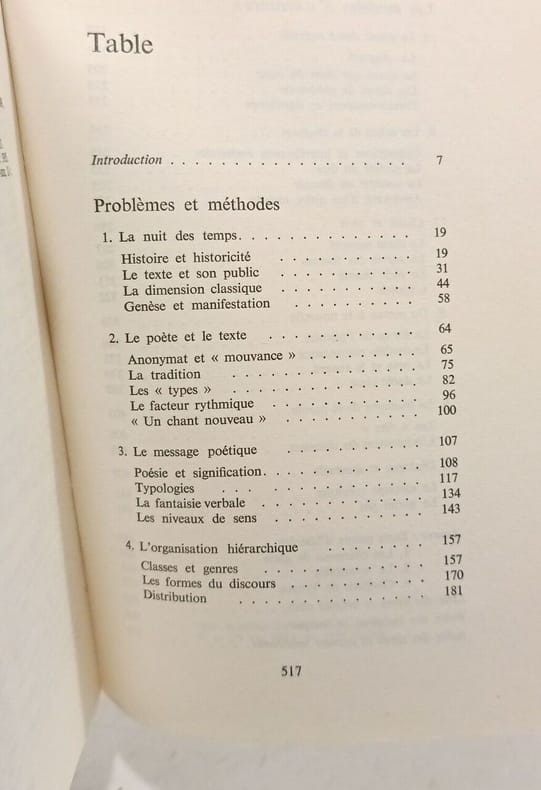 Table
Introduction . . . . . . . . . . . . . . . . . . . 7
Problèmes et méthodes
1. La nuit des temps. . . . . . . . . . . . . . 19
Histoire et historicité . . . . . . . . . . . 19
Le texte et son public . . . . . . . . . . . 31
La dimension classique . . . . . . . . . . . 44
Genèse et manifestation . . . . . . . . . . 58
2. Le poète et le texte . . . . . . . . . . . . 64
Anonymat et « mouvance » . . . . . . . . . 65
La tradition . . . . . . . . . . . . . . 75
Les « types » . . . . . . . . . . . . . . 82
Le facteur rythmique . . . . . . . . . . . 96
« Un chant nouveau » . . . . . . . . . . . 100
3. Le message poétique . . . . . . . . . . . . 107
Poésie et signification. . . . . . . . . . . . 108
Typologies . . . . . . . . . . . . . . 117
La fantaisie verbale . . . . . . . . . . . . 134
Les niveaux de sens . . . . . . . . . . . . 143
4. L'organisation hiérarchique . . . . . . . . 157
Classes et genres . . . . . . . . . . . . . 157
Les formes du discours . . . . . . . . . . . 170
Distribution . . . . . . . . . . . . . . 181
517